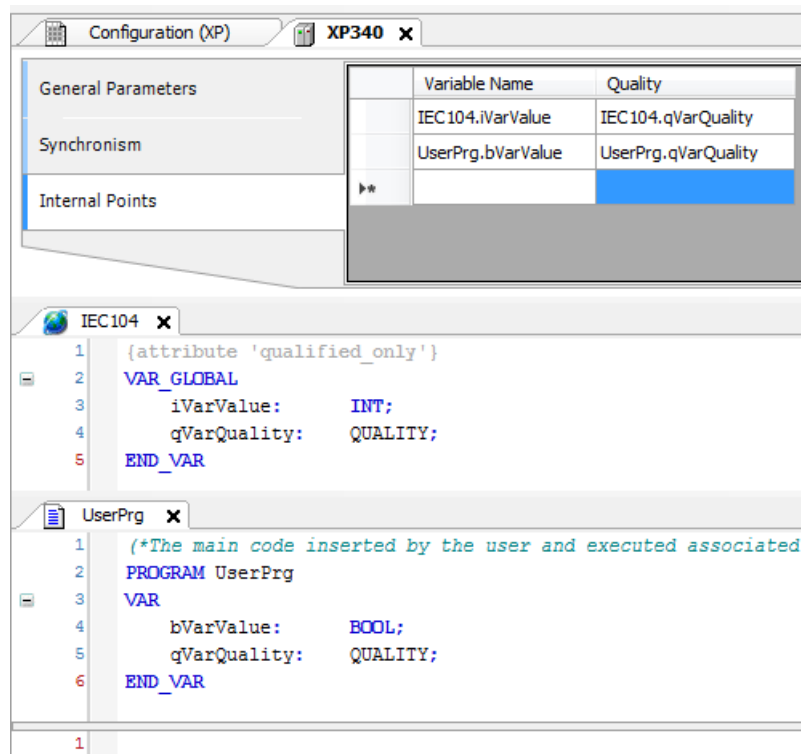 Configuration (XP) XP340
General Parameters
Synchronism
Internal Points
Variable Name Quality
IEC104.iVarValue IEC104.qVarQuality
UserPrg.bVarValue UserPrg.qVarQuality
IEC104
1 {attribute 'qualified_only'}
2 VAR_GLOBAL
3 iVarValue: INT;
4 qVarQuality: QUALITY;
5 END_VAR
UserPrg
1 (*The main code inserted by the user and executed associated
2 PROGRAM UserPrg
3 VAR
4 bVarValue: BOOL;
5 qVarQuality: QUALITY;
6 END_VAR
1